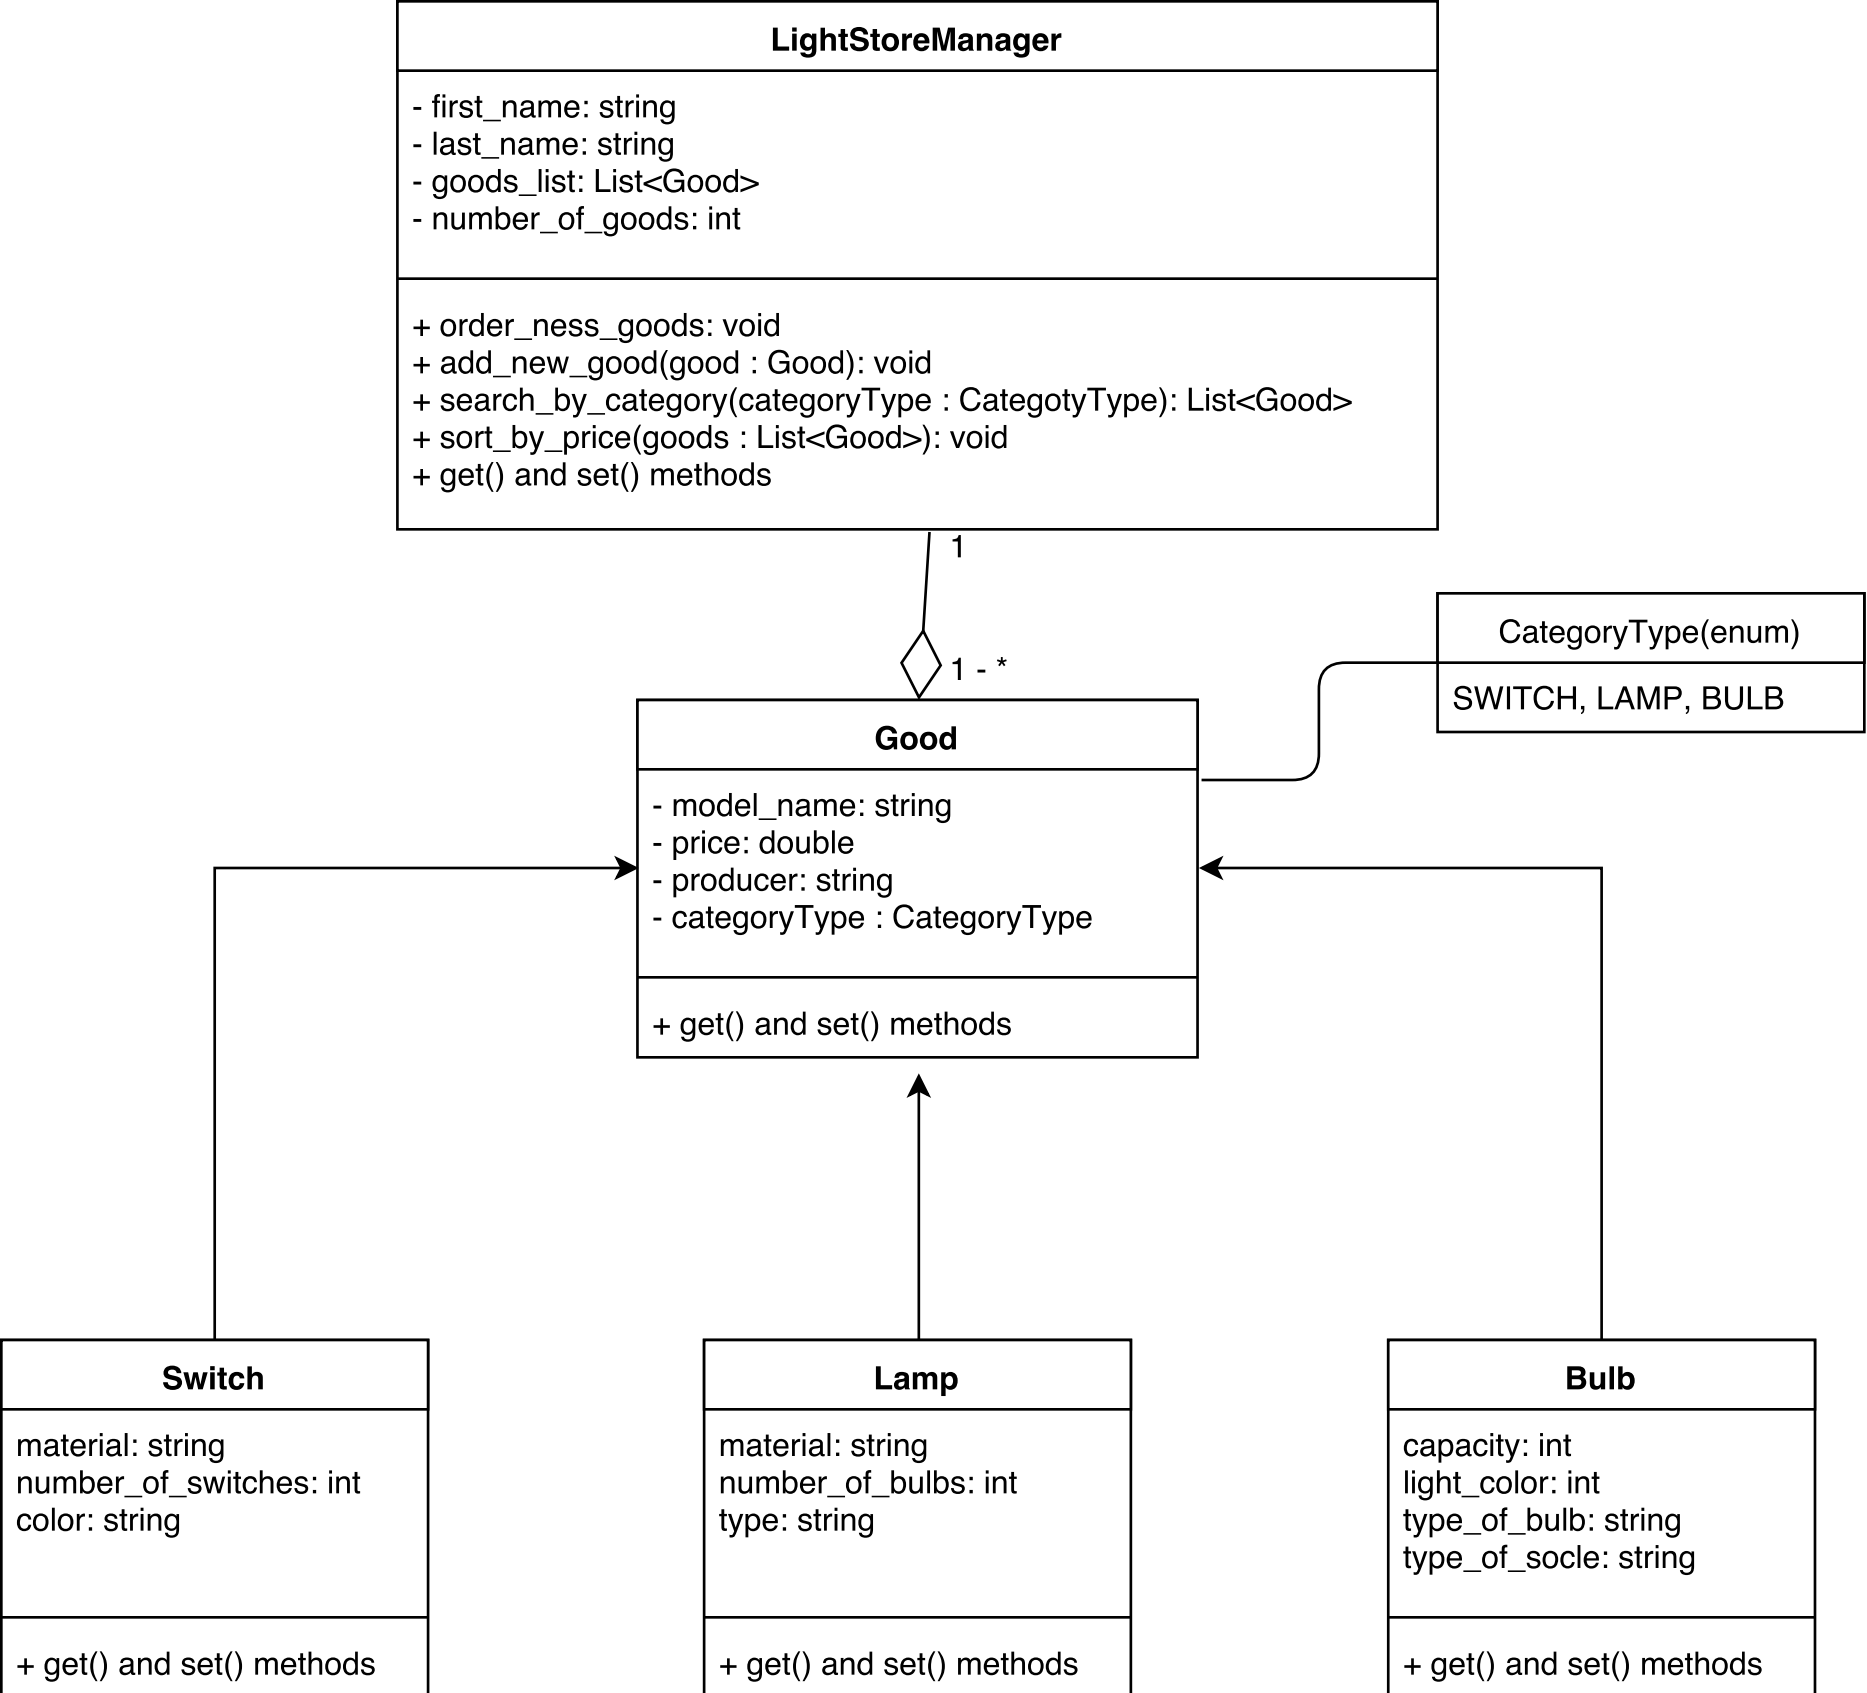 LightStoreManager
- first_name: string
- last_name: string
- goods_list: List<Good>
- number_of_goods: int
+ order_ness_goods: void
+ add_new_good(good : Good): void
+ search_by_category(categoryType : CategotyType): List<Good>
+ sort_by_price(goods : List<Good>): void
+ get() and set() methods
1
1 - *
CategoryType(enum)
SWITCH, LAMP, BULB
Good
- model_name: string
- price: double
- producer: string
- categoryType : CategoryType
+ get() and set() methods
Switch
material: string
number_of_switches: int
color: string
+ get() and set() methods
Lamp
material: string
number_of_bulbs: int
type: string
+ get() and set() methods
Bulb
capacity: int
light_color: int
type_of_bulb: string
type_of_socle: string
+ get() and set() methods